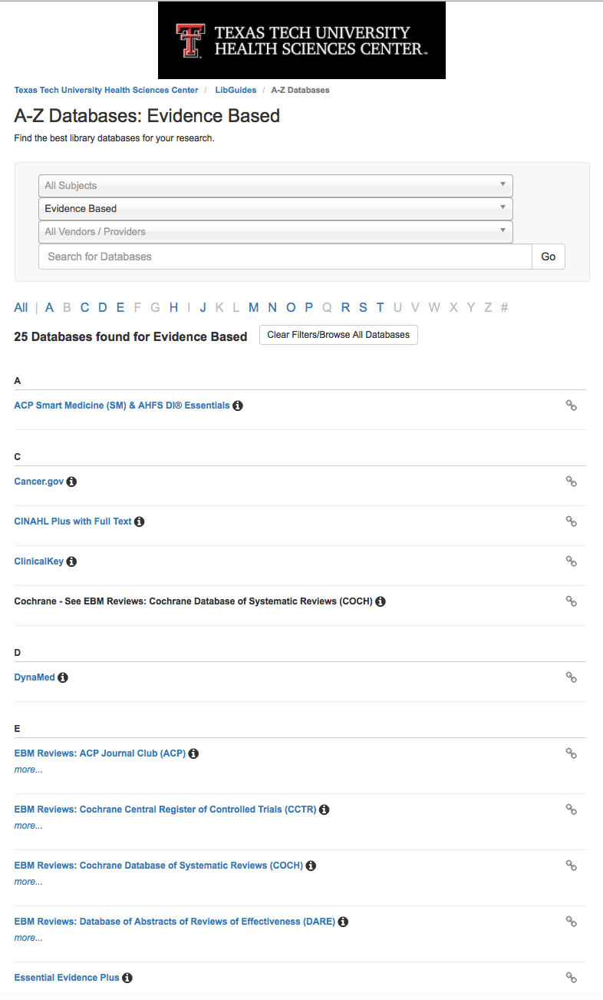 TEXAS TECH UNIVERSITY
HEALTH SCIENCES CENTER™
Texas Tech University Health Sciences Center / LibGuides / A-Z Databases
A-Z Databases: Evidence Based
Find the best library databases for your research.
All Subjects
Evidence Based
All Vendors / Providers
Search for Databases Go
All | A B C D E F G H I J K L M N O P Q R S T U V W X Y Z #
25 Databases found for Evidence Based Clear Filters/Browse All Databases
A
ACP Smart Medicine (SM) & AHFS DI® Essentials
C
Cancer.gov
CINAHL Plus with Full Text
ClinicalKey
Cochrane - See EBM Reviews: Cochrane Database of Systematic Reviews (COCH)
D
DynaMed
E
EBM Reviews: ACP Journal Club (ACP)
more...
EBM Reviews: Cochrane Central Register of Controlled Trials (CCTR)
more...
EBM Reviews: Cochrane Database of Systematic Reviews (COCH)
more...
EBM Reviews: Database of Abstracts of Reviews of Effectiveness (DARE)
more...
Essential Evidence Plus